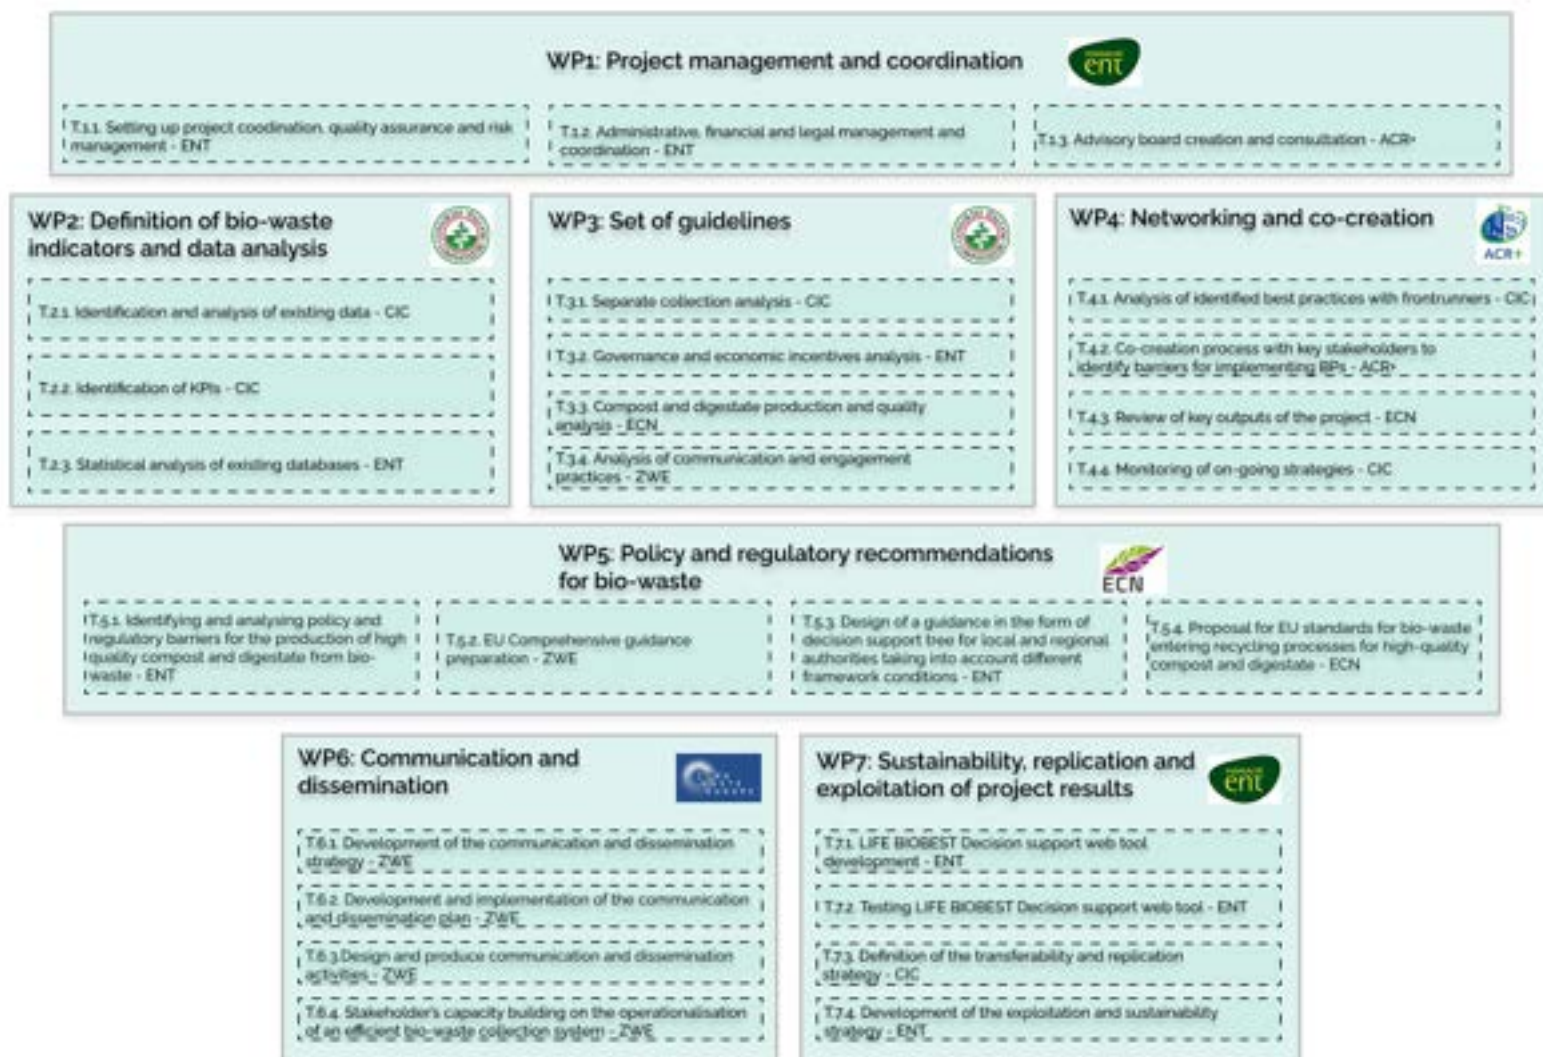 WP1: Project management and coordination
ent
T.1.1. Setting up project coodination, quality assurance and risk
management - ENT
T.1.2. Administrative, financial and legal management and
coordination - ENT
T.1.3. Advisory board creation and consultation - ACR+
WP2: Definition of bio-waste
indicators and data analysis
T.2.1. Identification and analysis of existing data - CIC
T.2.2. Identification of KPIs - CIC
T.2.3. Statistical analysis of existing databases - ENT
WP3: Set of guidelines
T.3.1. Separate collection analysis - CIC
T.3.2. Governance and economic incentives analysis - ENT
T.3.3. Compost and digestate production and quality
analysis - ECN
T.3.4. Analysis of communication and engagement
practices - ZWE
WP4: Networking and co-creation
ACR+
T.4.1. Analysis of identified best practices with frontrunners - CIC
T.4.2. Co-creation process with key stakeholders to
identify barriers for implementing BPs - ACR+
T.4.3. Review of key outputs of the project - ECN
T.4.4. Monitoring of on-going strategies - CIC
WP5: Policy and regulatory recommendations
for bio-waste
ECN
T.5.1. Identifying and analysing policy and
regulatory barriers for the production of high
quality compost and digestate from bio-
waste - ENT
T.5.2. EU Comprehensive guidance
preparation - ZWE
T.5.3. Design of a guidance in the form of
decision support tree for local and regional
authorities taking into account different
framework conditions - ENT
T.5.4. Proposal for EU standards for bio-waste
entering recycling processes for high-quality
compost and digestate - ECN
WP6: Communication and
dissemination
T.6.1. Development of the communication and dissemination
strategy - ZWE
T.6.2. Development and implementation of the communication
and dissemination plan - ZWE
T.6.3.Design and produce communication and dissemination
activities - ZWE
T.6.4. Stakeholder's capacity building on the operationalisation
of an efficient bio-waste collection system - ZWE
WP7: Sustainability, replication and
exploitation of project results
ent
T.7.1. LIFE BIOBEST Decision support web tool
development - ENT
T.7.2. Testing LIFE BIOBEST Decision support web tool - ENT
T.7.3. Definition of the transferability and replication
strategy - CIC
T.7.4. Development of the exploitation and sustainability
strategy - ENT